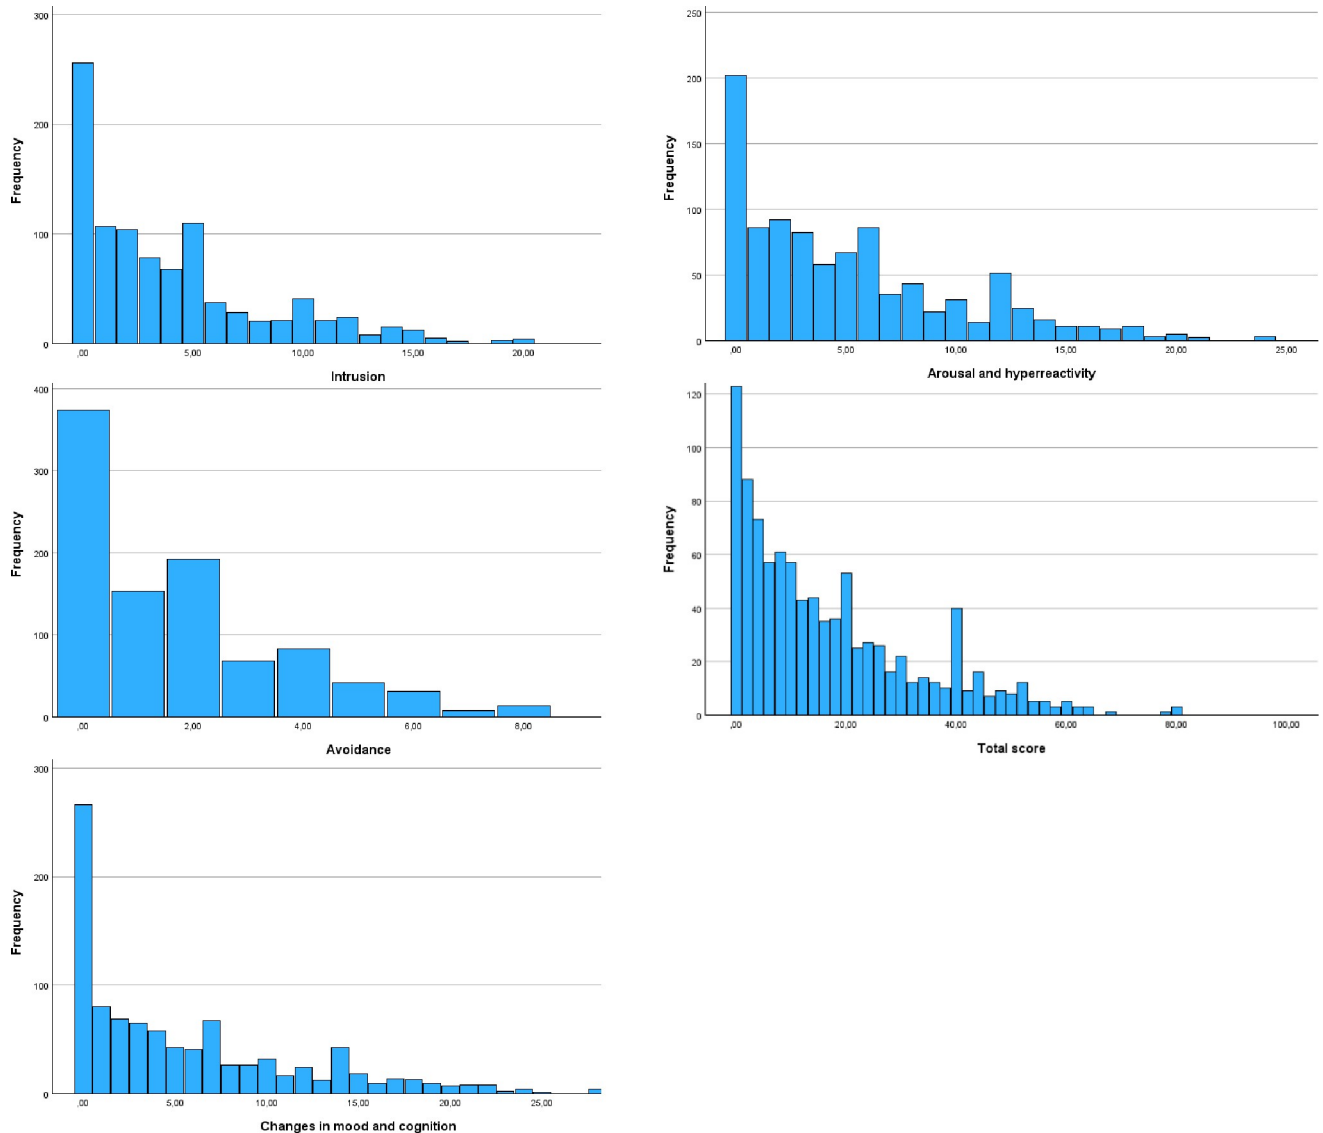 300
200
100
0
Frequency
,00 5,00 10,00 15,00 20,00
Intrusion
250
200
150
100
50
0
Frequency
,00 5,00 10,00 15,00 20,00 25,00
Arousal and hyperreactivity
400
300
200
100
0
Frequency
,00 2,00 4,00 6,00 8,00
Avoidance
120
100
80
60
40
20
0
Frequency
,00 20,00 40,00 60,00 80,00 100,00
Total score
300
200
100
0
Frequency
,00 5,00 10,00 15,00 20,00 25,00
Changes in mood and cognition